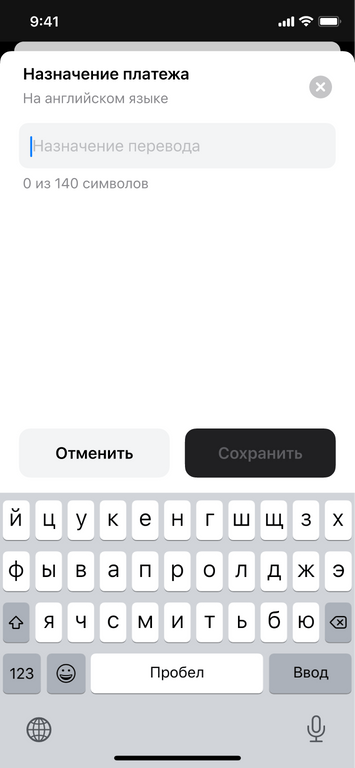 9:41
Назначение платежа
На английском языке
Назначение перевода
0 из 140 символов
Отменить Сохранить
й ц у к е н г ш щ з х
ф ы в а п р о л д ж э
я ч с м и т ь б ю
123 Пробел Ввод